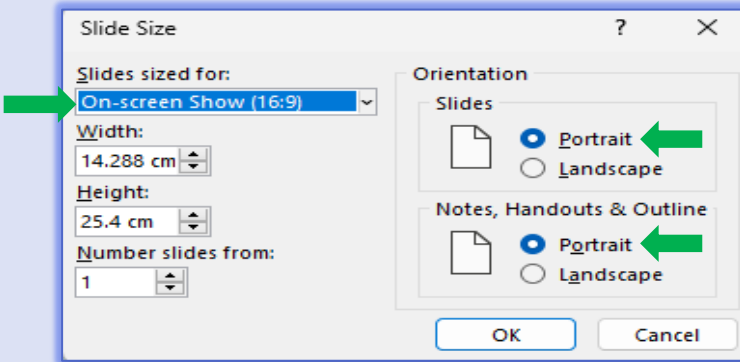 Slide Size
Slides sized for:
On-screen Show (16:9)
Width:
14.288 cm
Height:
25.4 cm
Number slides from:
1
Orientation
Slides
Portrait
Landscape
Notes, Handouts & Outline
Portrait
Landscape
OK
Cancel